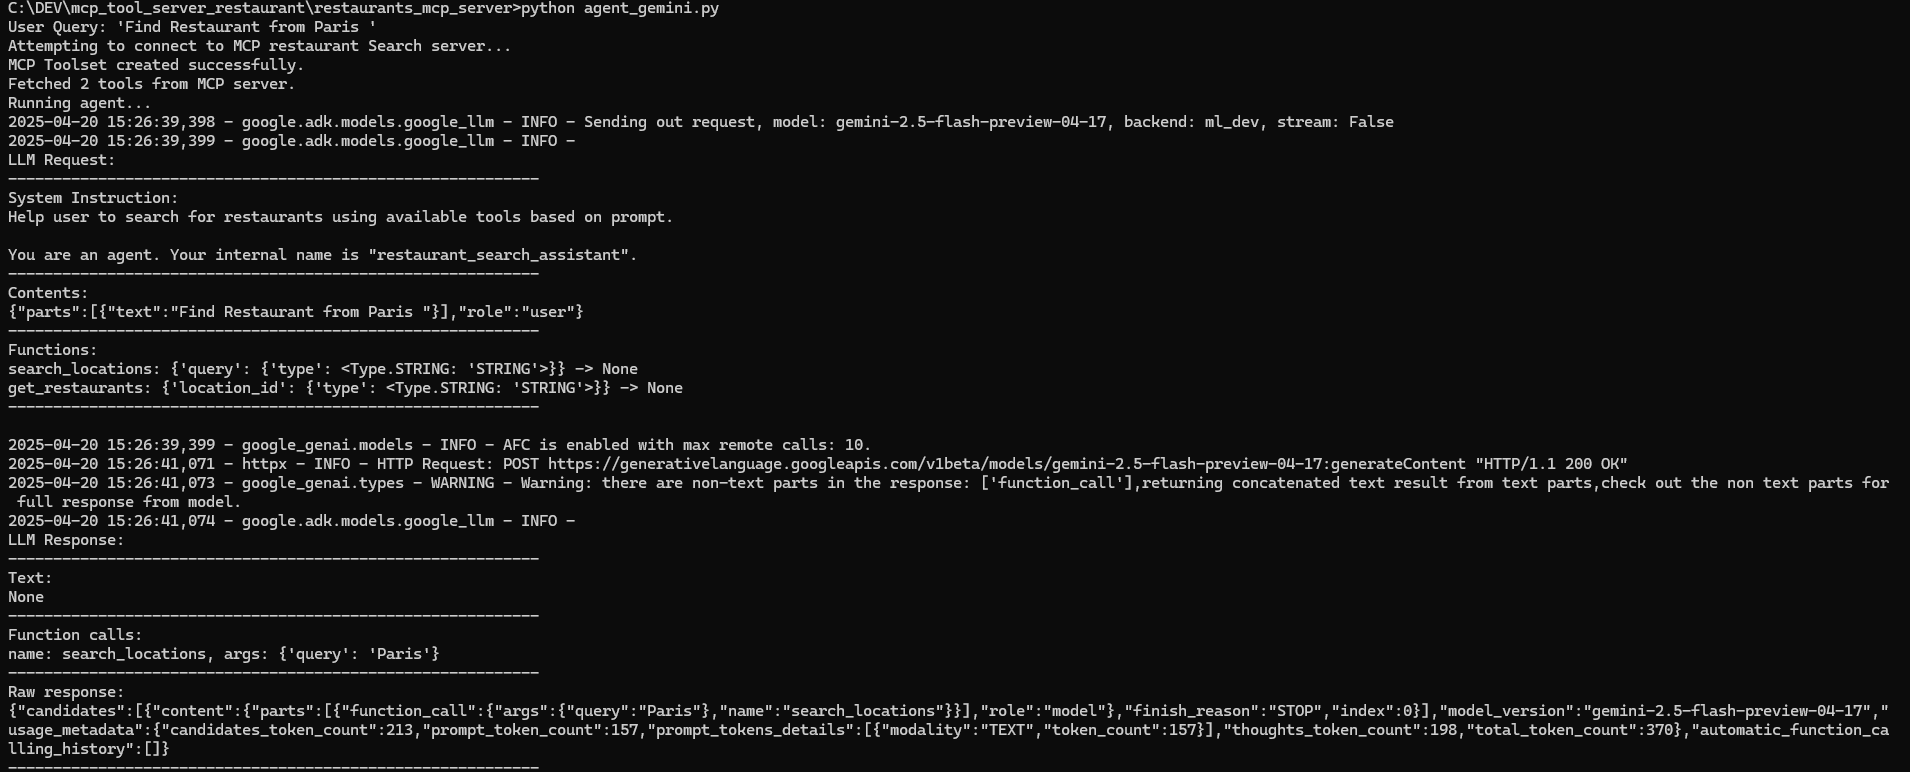 C:\DEV\mcp_tool_server_restaurant\restaurants_mcp_server>python agent_gemini.py
User Query: 'Find Restaurant from Paris '
Attempting to connect to MCP restaurant Search server...
MCP Toolset created successfully.
Fetched 2 tools from MCP server.
Running agent...
2025-04-20 15:26:39,398 - google.adk.models.google_llm - INFO - Sending out request, model: gemini-2.5-flash-preview-04-17, backend: ml_dev, stream: False
2025-04-20 15:26:39,399 - google.adk.models.google_llm - INFO -
LLM Request:
-----------------------------------------------------------
System Instruction:
Help user to search for restaurants using available tools based on prompt.

You are an agent. Your internal name is "restaurant_search_assistant".
-----------------------------------------------------------
Contents:
{"parts":[{"text":"Find Restaurant from Paris "}],"role":"user"}
-----------------------------------------------------------
Functions:
search_locations: {'query': {'type': <Type.STRING: 'STRING'>}} -> None
get_restaurants: {'location_id': {'type': <Type.STRING: 'STRING'>}} -> None
-----------------------------------------------------------

2025-04-20 15:26:39,399 - google_genai.models - INFO - AFC is enabled with max remote calls: 10.
2025-04-20 15:26:41,071 - httpx - INFO - HTTP Request: POST https://generativelanguage.googleapis.com/v1beta/models/gemini-2.5-flash-preview-04-17:generateContent "HTTP/1.1 200 OK"
2025-04-20 15:26:41,073 - google_genai.types - WARNING - Warning: there are non-text parts in the response: ['function_call'],returning concatenated text result from text parts,check out the non text parts for
 full response from model.
2025-04-20 15:26:41,074 - google.adk.models.google_llm - INFO -
LLM Response:
-----------------------------------------------------------
Text:
None
-----------------------------------------------------------
Function calls:
name: search_locations, args: {'query': 'Paris'}
-----------------------------------------------------------
Raw response:
{"candidates":[{"content":{"parts":[{"function_call":{"args":{"query":"Paris"},"name":"search_locations"}}],"role":"model"},"finish_reason":"STOP","index":0}],"model_version":"gemini-2.5-flash-preview-04-17","
usage_metadata":{"candidates_token_count":213,"prompt_token_count":157,"prompt_tokens_details":[{"modality":"TEXT","token_count":157}],"thoughts_token_count":198,"total_token_count":370},"automatic_function_ca
lling_history":[]}
-----------------------------------------------------------